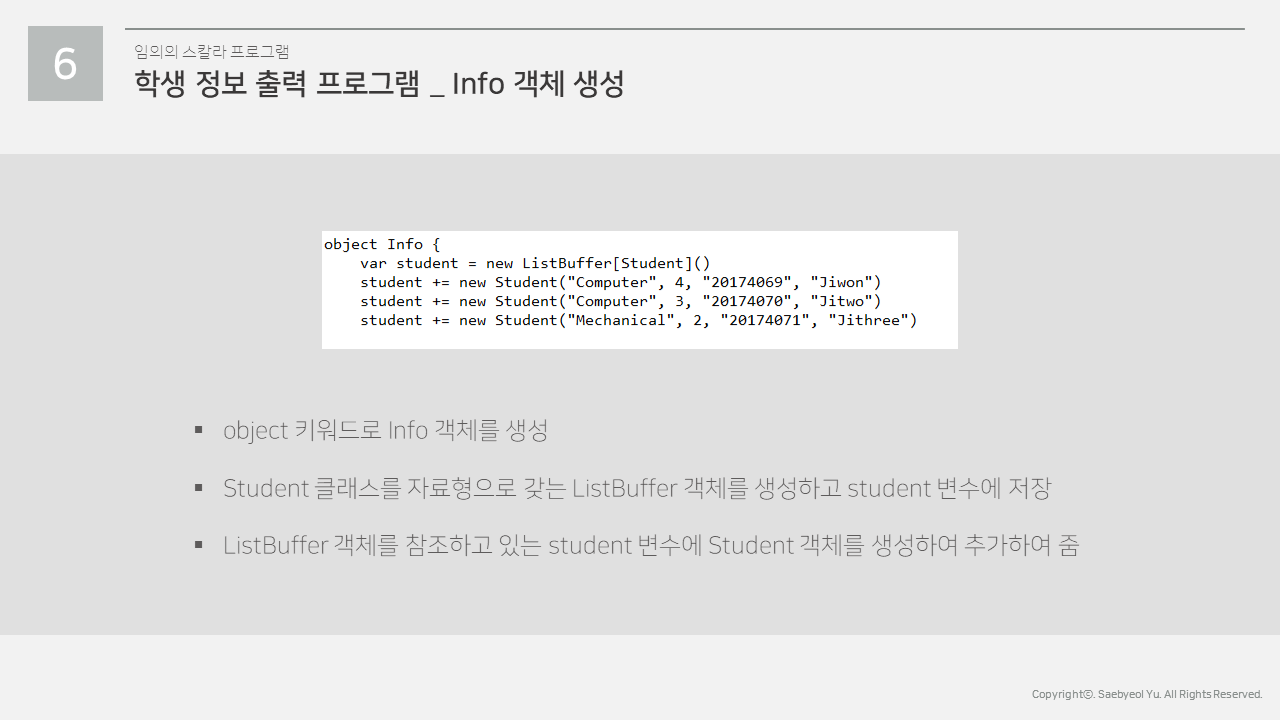 6
임의의 스칼라 프로그램
학생 정보 출력 프로그램 _ Info 객체 생성
object Info {
    var student = new ListBuffer[Student]()
    student += new Student("Computer", 4, "20174069", "Jiwon")
    student += new Student("Computer", 3, "20174070", "Jitwo")
    student += new Student("Mechanical", 2, "20174071", "Jithree")
▪ object 키워드로 Info 객체를 생성
▪ Student 클래스를 자료형으로 갖는 ListBuffer 객체를 생성하고 student 변수에 저장
▪ ListBuffer 객체를 참조하고 있는 student 변수에 Student 객체를 생성하여 추가하여 줌
Copyrightⓒ. Saebyeol Yu. All Rights Reserved.